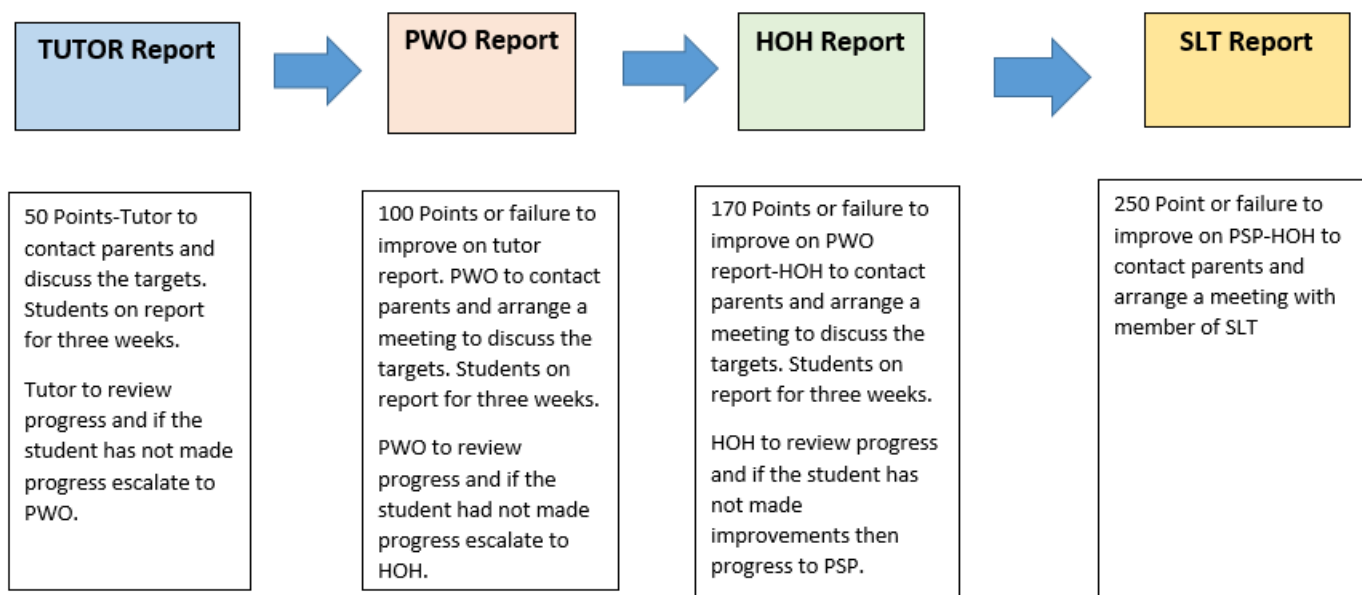 TUTOR Report
PWO Report
HOH Report
SLT Report
50 Points-Tutor to
contact parents and
discuss the targets.
Students on report
for three weeks.
Tutor to review
progress and if the
student has not made
progress escalate to
PWO.
100 Points or failure to
improve on tutor
report. PWO to contact
parents and arrange a
meeting to discuss the
targets. Students on
report for three weeks.
PWO to review
progress and if the
student had not made
progress escalate to
HOH.
170 Points or failure to
improve on PWO
report-HOH to contact
parents and arrange a
meeting to discuss the
targets. Students on
report for three weeks.
HOH to review progress
and if the student has
not made
improvements then
progress to PSP.
250 Point or failure to
improve on PSP-HOH to
contact parents and
arrange a meeting with
member of SLT